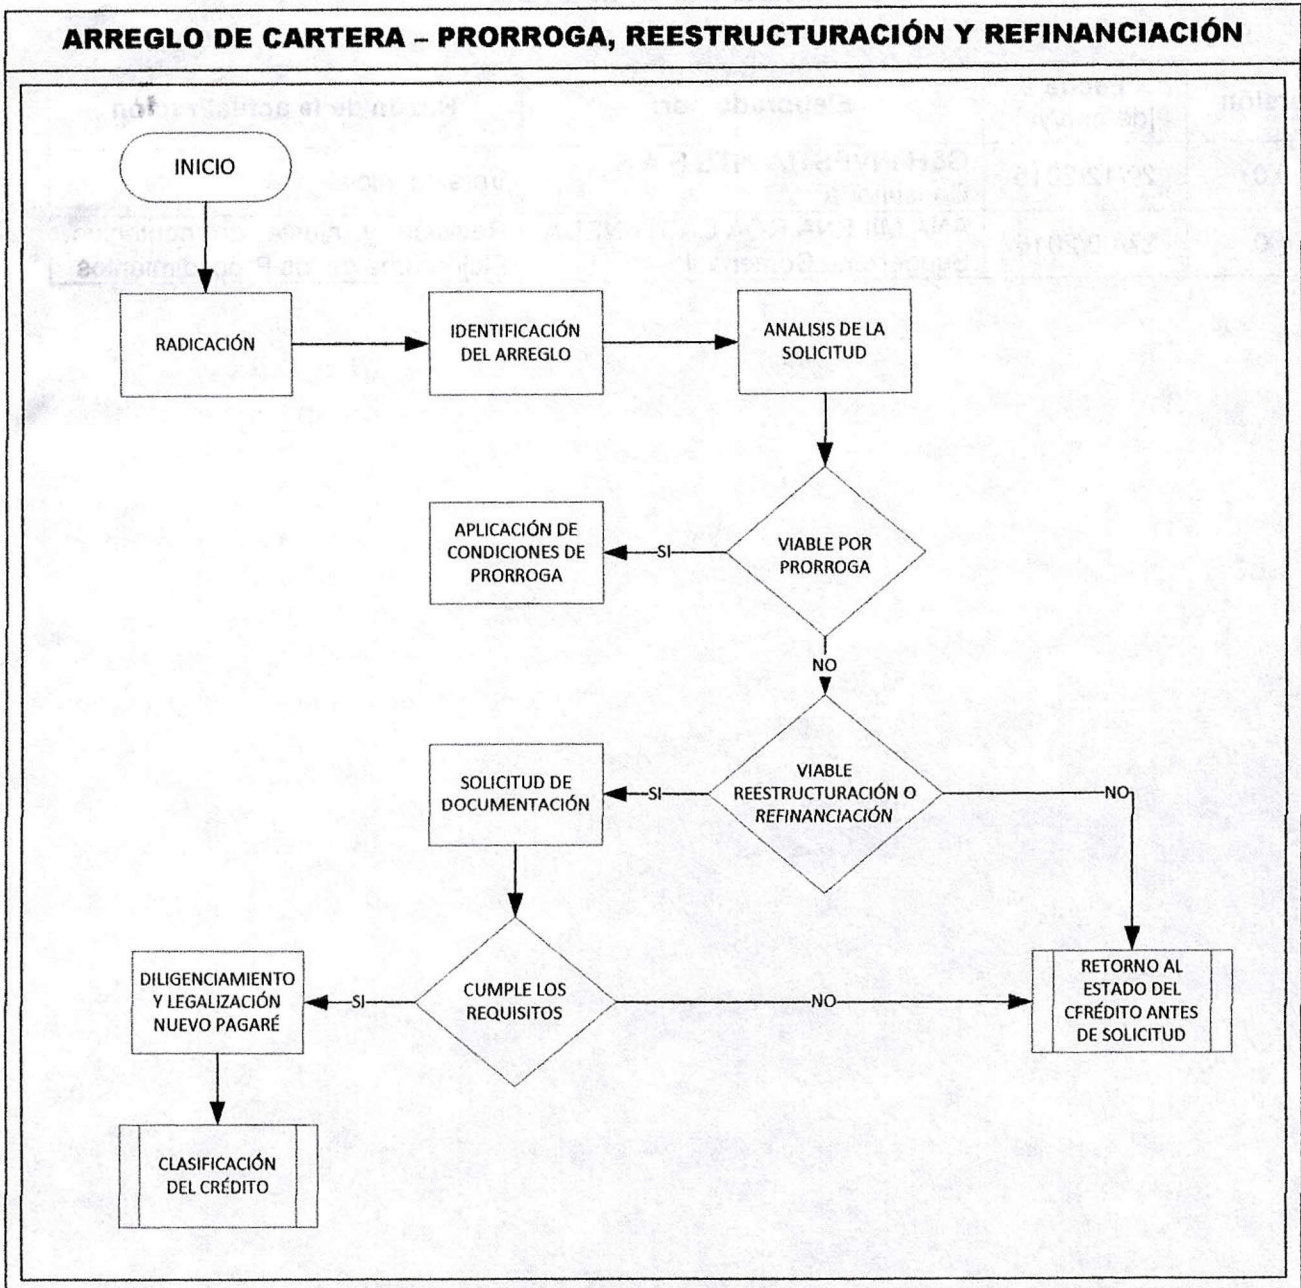 ARREGLO DE CARTERA – PRORROGA, REESTRUCTURACIÓN Y REFINANCIACIÓN
INICIO
RADICACIÓN
IDENTIFICACIÓN
DEL ARREGLO
ANALISIS DE LA
SOLICITUD
APLICACIÓN DE
CONDICIONES DE
PRORROGA
SI
VIABLE POR
PRORROGA
NO
SOLICITUD DE
DOCUMENTACIÓN
SI
VIABLE
REESTRUCTURACIÓN O
REFINANCIACIÓN
NO
DILIGENCIAMIENTO
Y LEGALIZACIÓN
NUEVO PAGARÉ
SI
CUMPLE LOS
REQUISITOS
NO
RETORNO AL
ESTADO DEL
CFRÉDITO ANTES
DE SOLICITUD
CLASIFICACIÓN
DEL CRÉDITO